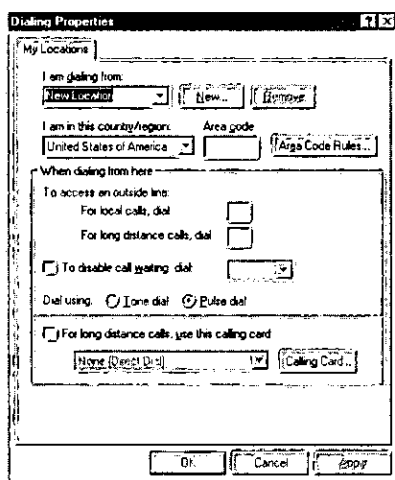 Dialing Properties
My Locations
I am dialing from:
New Location New... Remove
I am in this country/region: Area code
United States of America Area Code Rules...
When dialing from here
To access an outside line:
For local calls, dial
For long distance calls, dial
To disable call waiting dial
Dial using: Tone dial Pulse dial
For long distance calls, use this calling card
None (Direct Dial) Calling Card...
OK Cancel Apply